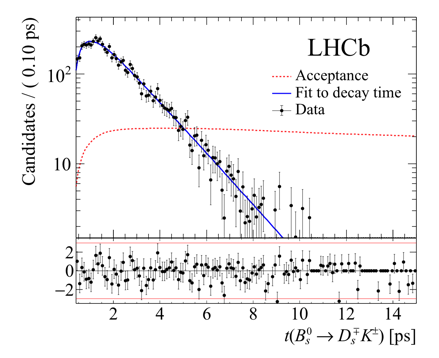 Candidates / ( 0.10 ps)
10²
10
LHCb
Acceptance
Fit to decay time
Data
2
0
−2
2 4 6 8 10 12 14
t(B⁰ₛ → D∓ₛK±) [ps]